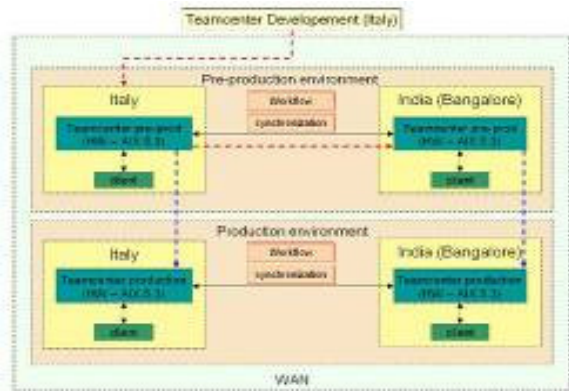 Teamcenter Developement (Italy)
Pre-production environment
Italy
Workflow
synchronization
India (Bangalore)
Teamcenter pre-prod
Teamcenter pre-prod
client
client
Production environment
Italy
Workflow
synchronization
India (Bangalore)
Teamcenter production
Teamcenter production
client
client
WAN